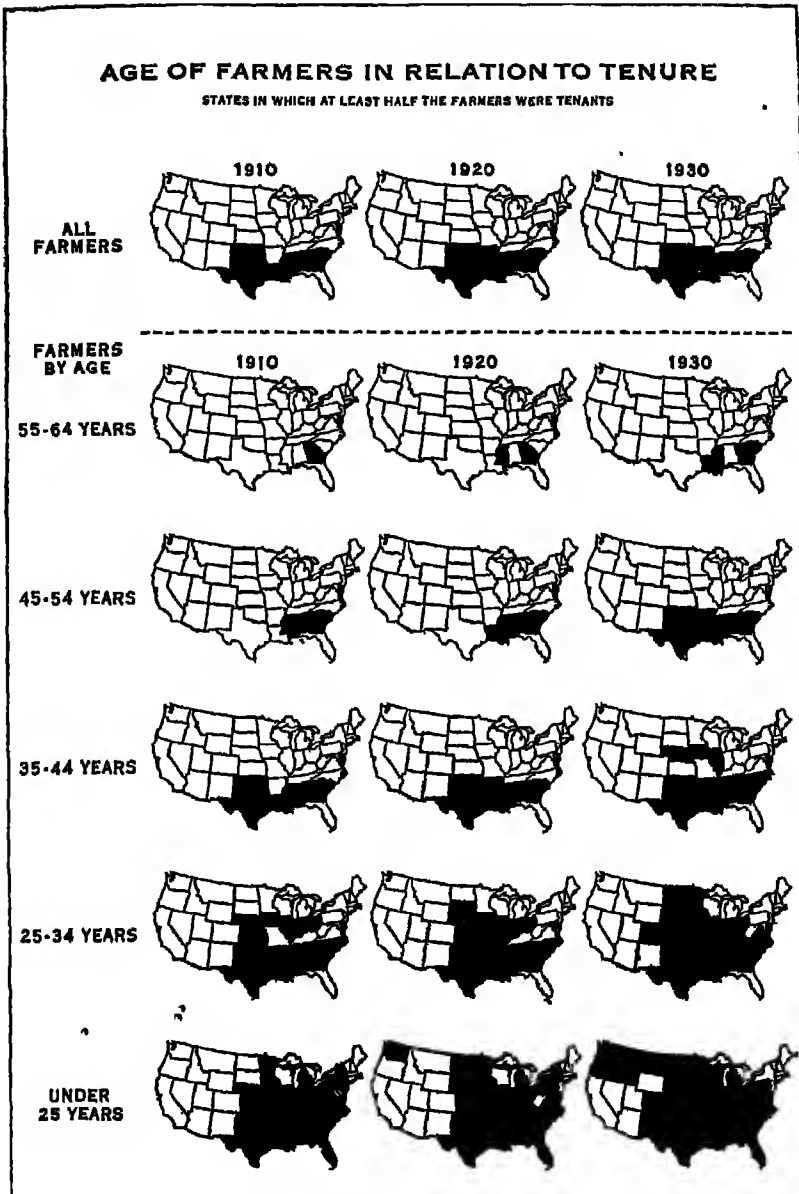 AGE OF FARMERS IN RELATION TO TENURE
STATES IN WHICH AT LEAST HALF THE FARMERS WERE TENANTS
1910 1920 1930
ALL
FARMERS
FARMERS
BY AGE
1910 1920 1930
55-64 YEARS
45-54 YEARS
35-44 YEARS
25-34 YEARS
UNDER
25 YEARS